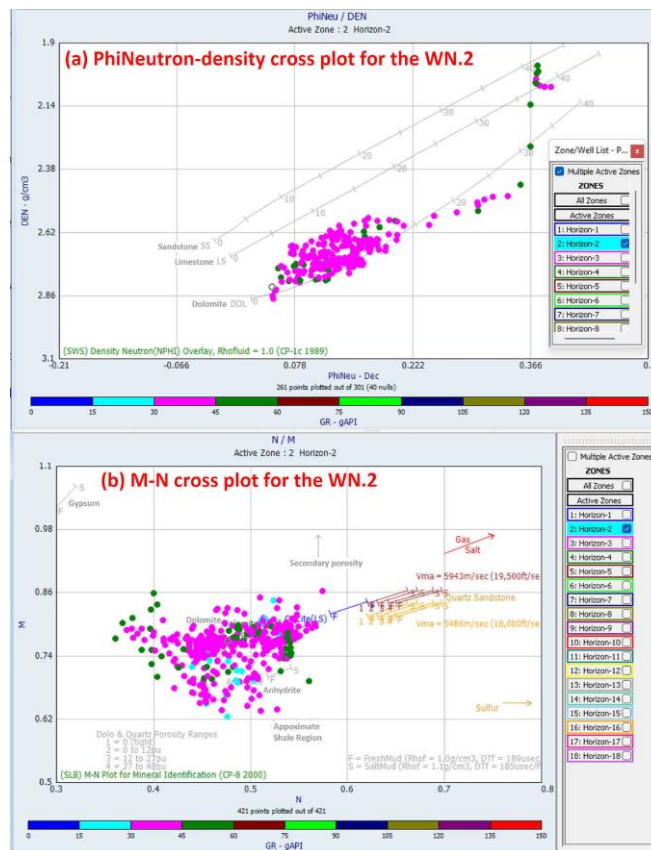 PhiNeu / DEN
Active Zone : 2 Horizon-2
(a) PhiNeutron-density cross plot for the WN.2
1.9
2.14
2.38
2.62
2.86
3.1
DEN - g/cm3
40
40
40
30
30
20
20
20
10
10
Sandstone SS 0
Limestone LS 0
Dolomite DOL 0
(SWS) Density Neutron(NPHI) Overlay, Rhofluid = 1.0 (CP-1c 1989)
-0.21
-0.066
0.078
0.222
0.366
PhiNeu - Dec
261 points plotted out of 301 (40 nulls)
0
15
30
45
60
75
90
105
120
135
150
GR - gAPI
Zone/Well List - P...
x
Multiple Active Zones
ZONES
All Zones
Active Zones
1: Horizon-1
2: Horizon-2
3: Horizon-3
4: Horizon-4
5: Horizon-5
6: Horizon-6
7: Horizon-7
8: Horizon-8
N / M
Active Zone : 2 Horizon-2
(b) M-N cross plot for the WN.2
1.1
0.98
0.86
0.74
0.62
0.5
M
S
F
Gypsum
Secondary porosity
Gas
Salt
Vma = 5943m/sec (19,500ft/se
Quartz Sandstone
Vma = 5486m/sec (18,000ft/se
1 2 3 4 F
Dolomite
(LS)
F
S
Anhydrite
Sulfur
Appoximate
Shale Region
Dolo & Quartz Porosity Ranges
1 = 0 (tight)
2 = 0 to 12pu
3 = 12 to 27pu
4 = 27 to 40pu
F = FreshMud (Rhof = 1.0g/cm3, DTf = 189usec/
S = SaltMud (Rhof = 1.1g/cm3, DTf = 185usec/f
(SLB) M-N Plot for Mineral Identification (CP-8 2000)
0.3
0.4
0.5
0.6
0.7
0.8
N
421 points plotted out of 421
0
15
30
45
60
75
90
105
120
135
150
GR - gAPI
Multiple Active Zones
ZONES
All Zones
Active Zones
1: Horizon-1
2: Horizon-2
3: Horizon-3
4: Horizon-4
5: Horizon-5
6: Horizon-6
7: Horizon-7
8: Horizon-8
9: Horizon-9
10: Horizon-10
11: Horizon-11
12: Horizon-12
13: Horizon-13
14: Horizon-14
15: Horizon-15
16: Horizon-16
17: Horizon-17
18: Horizon-18